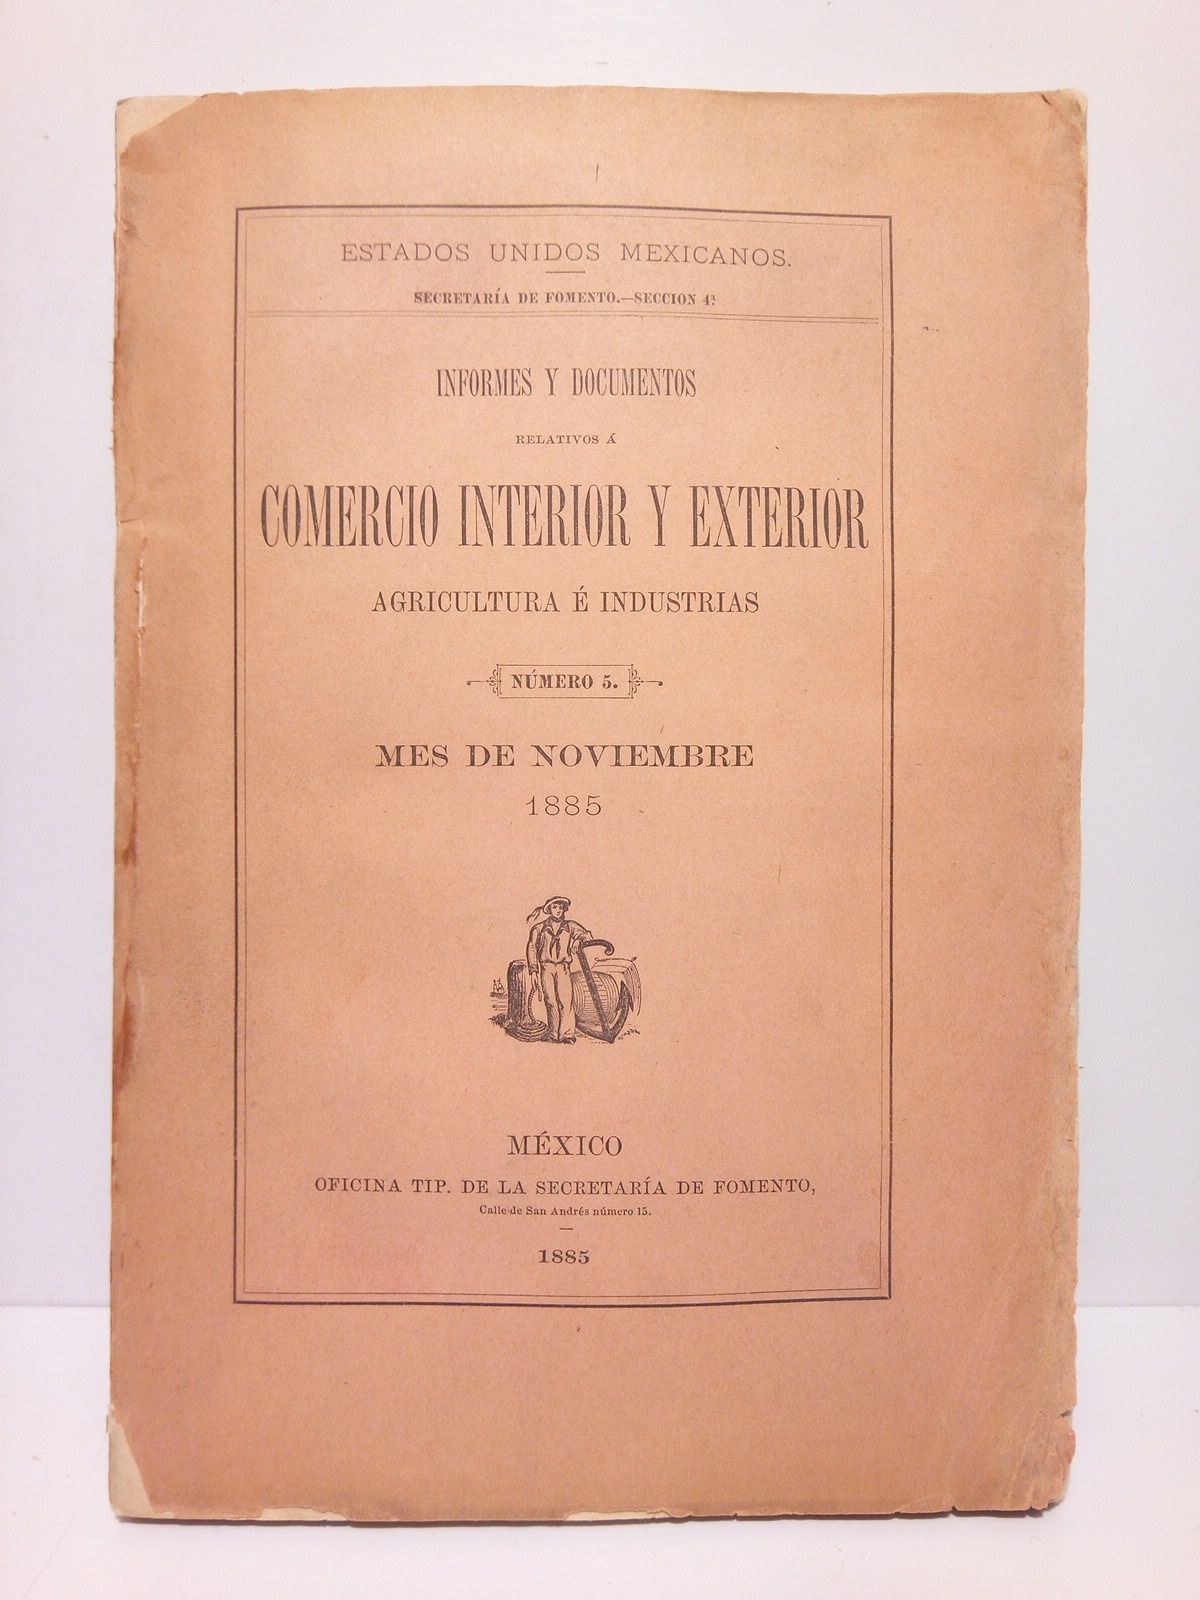 ESTADOS UNIDOS MEXICANOS.
SECRETARÍA DE FOMENTO.—SECCION 4ª
INFORMES Y DOCUMENTOS
RELATIVOS Á
COMERCIO INTERIOR Y EXTERIOR
AGRICULTURA É INDUSTRIAS
NÚMERO 5.
MES DE NOVIEMBRE
1885
MÉXICO
OFICINA TIP. DE LA SECRETARÍA DE FOMENTO,
Calle de San Andrés número 15.
1885